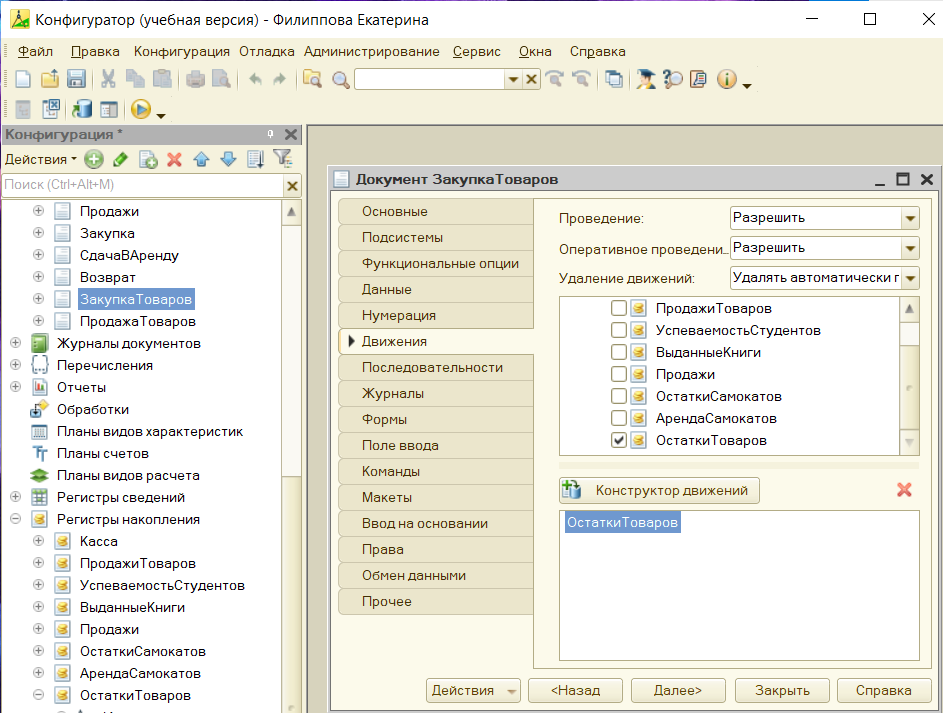 Конфигуратор (учебная версия) - Филиппова Екатерина
Файл Правка Конфигурация Отладка Администрирование Сервис Окна Справка
Конфигурация *
Действия
Поиск (Ctrl+Alt+M)
Продажи
Закупка
СдачаВАренду
Возврат
ЗакупкаТоваров
ПродажаТоваров
Журналы документов
Перечисления
Отчеты
Обработки
Планы видов характеристик
Планы счетов
Планы видов расчета
Регистры сведений
Регистры накопления
Касса
ПродажиТоваров
УспеваемостьСтудентов
ВыданныеКниги
Продажи
ОстаткиСамокатов
АрендаСамокатов
ОстаткиТоваров
Документ ЗакупкаТоваров
Основные
Подсистемы
Функциональные опции
Данные
Нумерация
Движения
Последовательности
Журналы
Формы
Поле ввода
Команды
Макеты
Ввод на основании
Права
Обмен данными
Прочее
Проведение: Разрешить
Оперативное проведени... Разрешить
Удаление движений: Удалять автоматически г
ПродажиТоваров
УспеваемостьСтудентов
ВыданныеКниги
Продажи
ОстаткиСамокатов
АрендаСамокатов
ОстаткиТоваров
Конструктор движений
ОстаткиТоваров
Действия <Назад Далее> Закрыть Справка